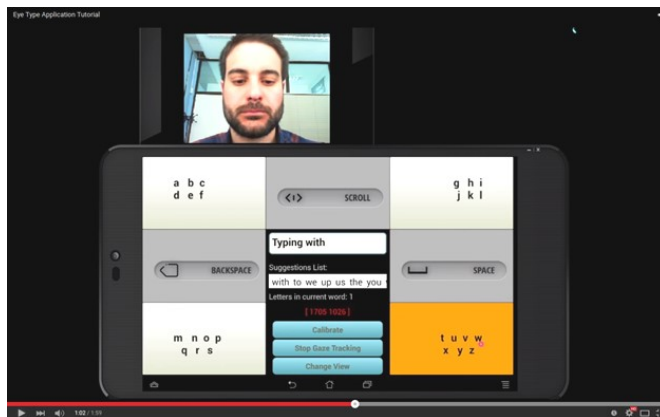 Eye Type Application Tutorial
a b c
d e f
SCROLL
g h i
j k l
BACKSPACE
Typing with
Suggestions List:
with to we up us the you
Letters in current word: 1
[ 1705 1026 ]
SPACE
m n o p
q r s
Calibrate
Stop Gaze Tracking
Change View
t u v w
x y z
1:02 / 1:59